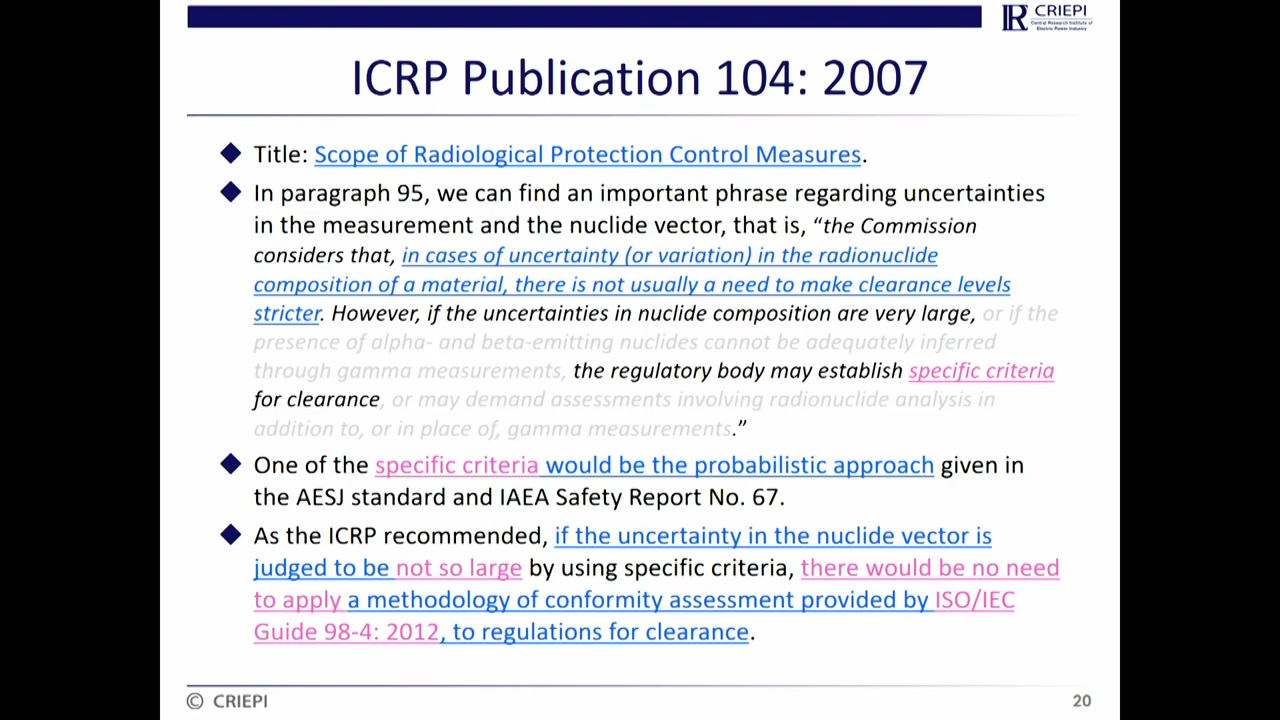 CRIEPI
Central Research Institute of
Electric Power Industry
ICRP Publication 104: 2007
Title: Scope of Radiological Protection Control Measures.
In paragraph 95, we can find an important phrase regarding uncertainties
in the measurement and the nuclide vector, that is, “the Commission
considers that, in cases of uncertainty (or variation) in the radionuclide
composition of a material, there is not usually a need to make clearance levels
stricter. However, if the uncertainties in nuclide composition are very large, or if the
presence of alpha- and beta-emitting nuclides cannot be adequately inferred
through gamma measurements, the regulatory body may establish specific criteria
for clearance, or may demand assessments involving radionuclide analysis in
addition to, or in place of, gamma measurements.”
One of the specific criteria would be the probabilistic approach given in
the AESJ standard and IAEA Safety Report No. 67.
As the ICRP recommended, if the uncertainty in the nuclide vector is
judged to be not so large by using specific criteria, there would be no need
to apply a methodology of conformity assessment provided by ISO/IEC
Guide 98-4: 2012, to regulations for clearance.
© CRIEPI
20